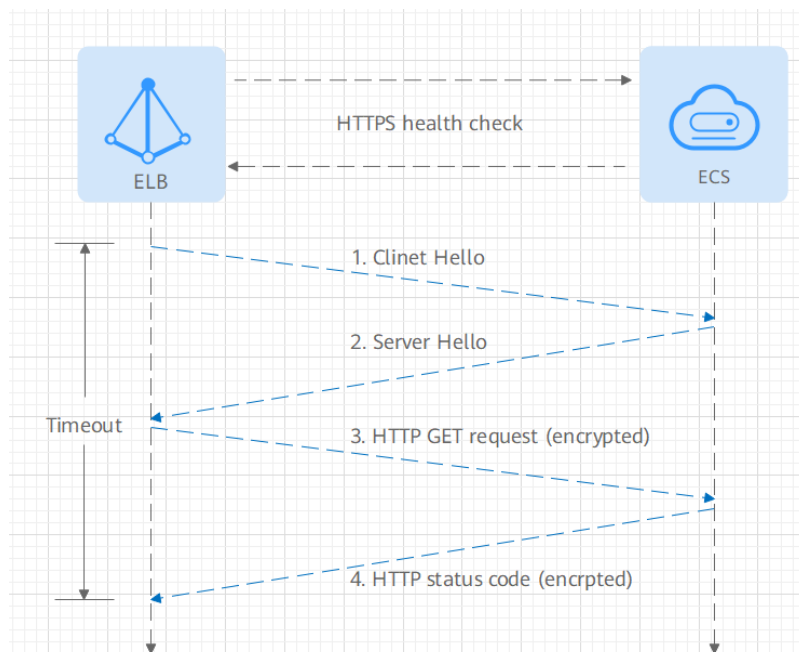 HTTPS health check
ELB
ECS
1. Clinet Hello
2. Server Hello
Timeout
3. HTTP GET request (encrypted)
4. HTTP status code (encrpted)